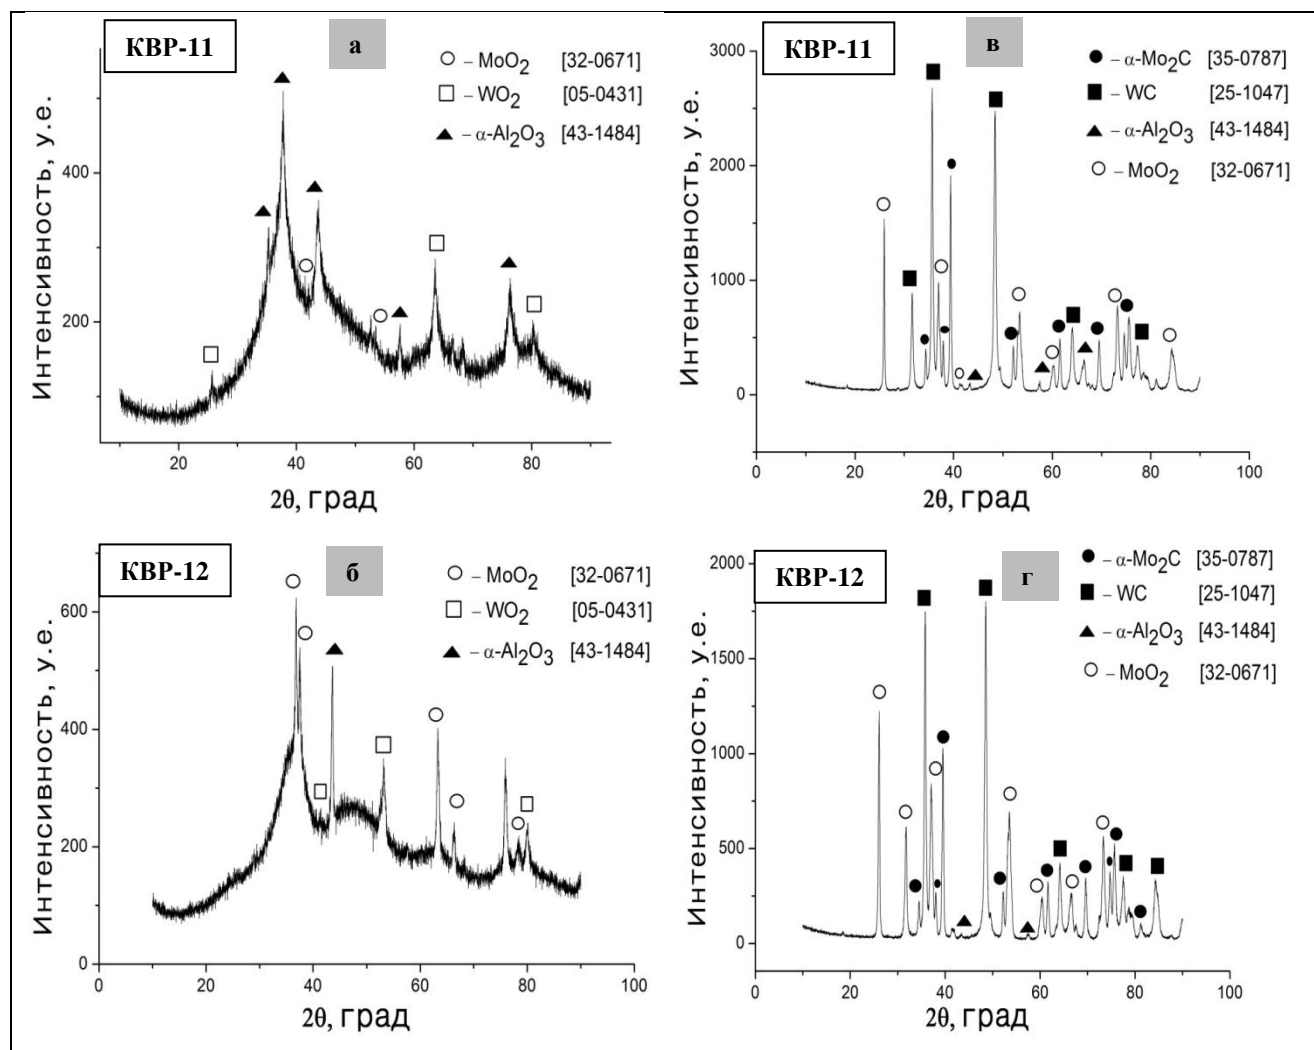 КВР-11
а
○ – MoO2 [32-0671]
□ – WO2 [05-0431]
▲ – α-Al2O3 [43-1484]
Интенсивность, у.е.
400
200
20
40
60
80
2θ, град
КВР-11
в
● – α-Mo2C [35-0787]
■ – WC [25-1047]
▲ – α-Al2O3 [43-1484]
○ – MoO2 [32-0671]
Интенсивность, у.е.
3000
2000
1000
0
0
20
40
60
80
100
2θ, град
КВР-12
б
○ – MoO2 [32-0671]
□ – WO2 [05-0431]
▲ – α-Al2O3 [43-1484]
Интенсивность, у.е.
600
400
200
0
0
20
40
60
80
100
2θ, град
КВР-12
г
● – α-Mo2C [35-0787]
■ – WC [25-1047]
▲ – α-Al2O3 [43-1484]
○ – MoO2 [32-0671]
Интенсивность, у.е.
2000
1500
1000
500
0
0
20
40
60
80
100
2θ, град